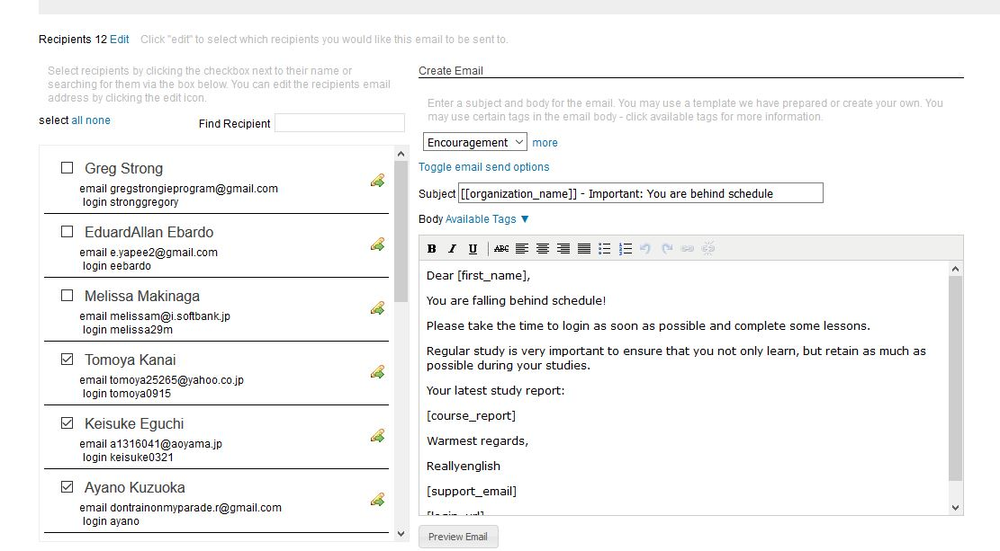 Recipients 12 Edit Click "edit" to select which recipients you would like this email to be sent to.
Select recipients by clicking the checkbox next to their name or
searching for them via the box below. You can edit the recipients email
address by clicking the edit icon.
select all none
Find Recipient
Greg Strong
email gregstrongieprogram@gmail.com
login stronggregory
EduardAllan Ebardo
email e.yapee2@gmail.com
login eebardo
Melissa Makinaga
email melissam@i.softbank.jp
login melissa29m
Tomoya Kanai
email tomoya25265@yahoo.co.jp
login tomoya0915
Keisuke Eguchi
email a1316041@aoyama.jp
login keisuke0321
Ayano Kuzuoka
email dontrainonmyparade.r@gmail.com
login ayano
Create Email
Enter a subject and body for the email. You may use a template we have prepared or create your own. You
may use certain tags in the email body - click available tags for more information.
Encouragement more
Toggle email send options
Subject [[organization_name]] - Important: You are behind schedule
Body Available Tags ▼
B I U ABC
Dear [first_name],
You are falling behind schedule!
Please take the time to login as soon as possible and complete some lessons.
Regular study is very important to ensure that you not only learn, but retain as much as
possible during your studies.
Your latest study report:
[course_report]
Warmest regards,
Reallyenglish
[support_email]
[login_url]
Preview Email